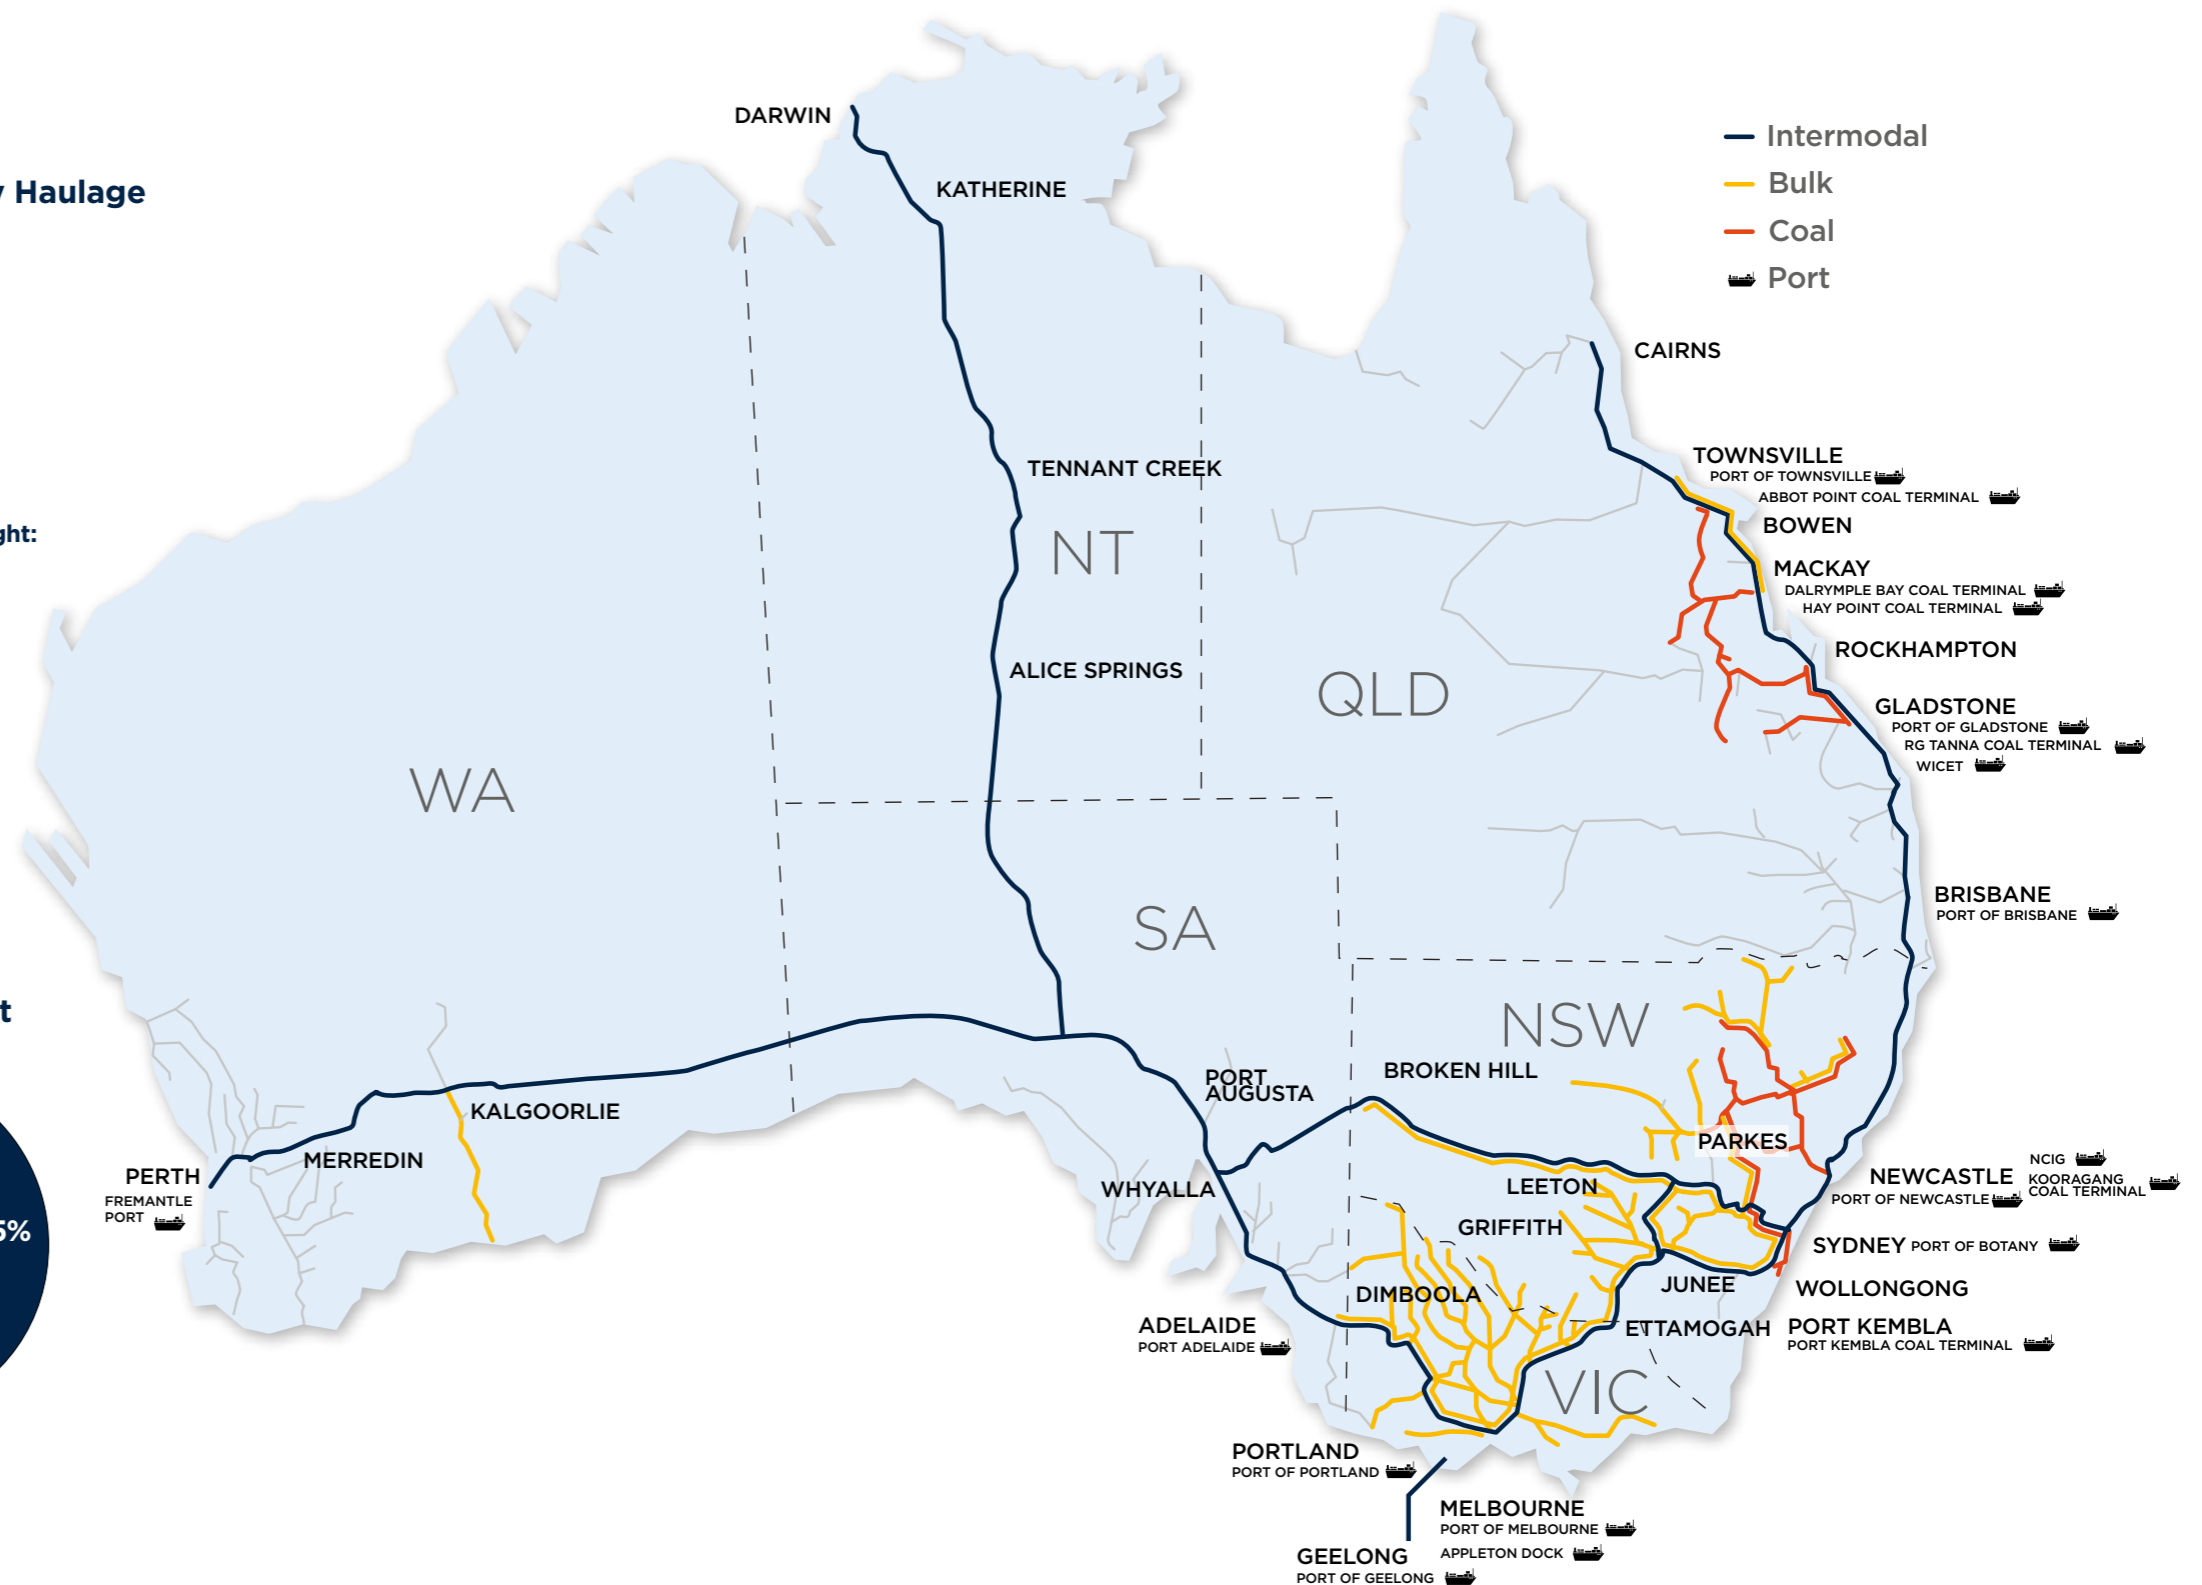 Haulage
ght:
t
5%
Intermodal
Bulk
Coal
Port
DARWIN
KATHERINE
TENNANT CREEK
NT
ALICE SPRINGS
WA
SA
QLD
NSW
VIC
CAIRNS
TOWNSVILLE
PORT OF TOWNSVILLE
ABBOT POINT COAL TERMINAL
BOWEN
MACKAY
DALRYMPLE BAY COAL TERMINAL
HAY POINT COAL TERMINAL
ROCKHAMPTON
GLADSTONE
PORT OF GLADSTONE
RG TANNA COAL TERMINAL
WICET
BRISBANE
PORT OF BRISBANE
BROKEN HILL
PORT
AUGUSTA
KALGOORLIE
MERREDIN
PERTH
FREMANTLE
PORT
WHYALLA
PARKES
LEETON
GRIFFITH
NEWCASTLE
PORT OF NEWCASTLE
NCIG
KOORAGANG
COAL TERMINAL
SYDNEY PORT OF BOTANY
JUNEE
WOLLONGONG
DIMBOOLA
ETTAMOGAH
PORT KEMBLA
PORT KEMBLA COAL TERMINAL
ADELAIDE
PORT ADELAIDE
PORTLAND
PORT OF PORTLAND
MELBOURNE
PORT OF MELBOURNE
APPLETON DOCK
GEELONG
PORT OF GEELONG